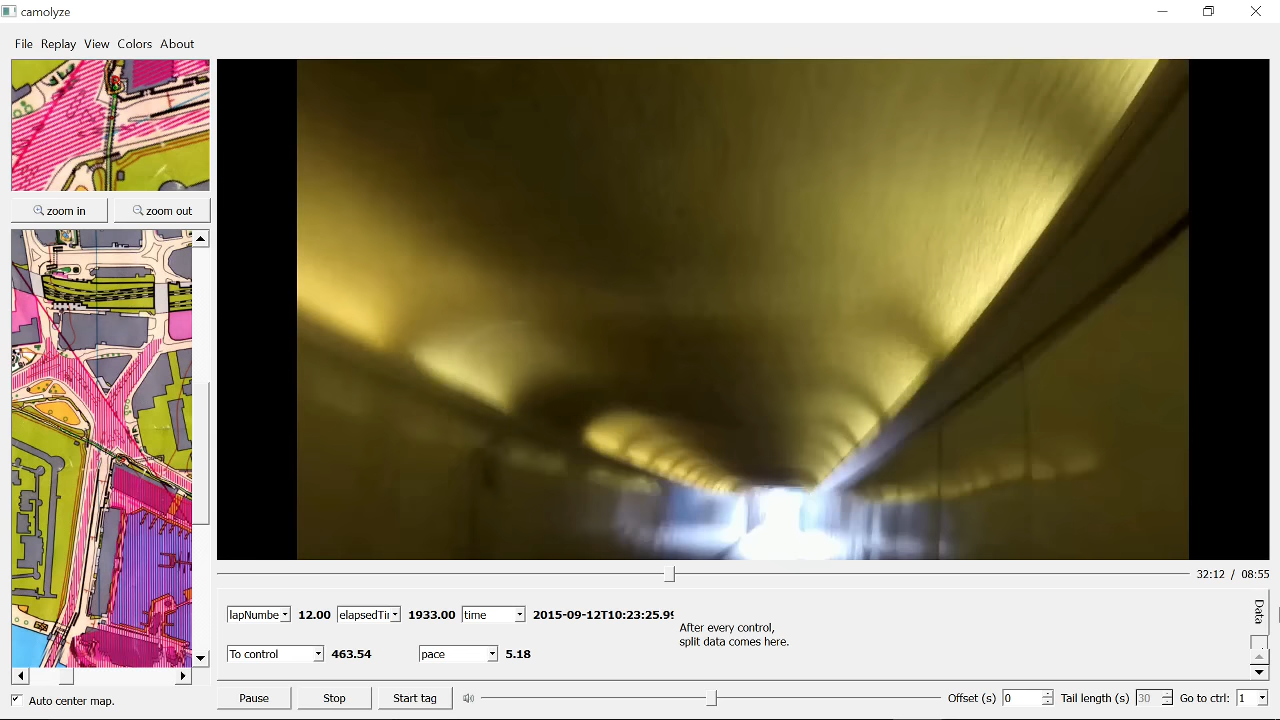 camolyze
File Replay View Colors About
zoom in zoom out
32:12 / 08:55
lapNumbe 12.00 elapsedTi 1933.00 time 2015-09-12T10:23:25.99
After every control,
split data comes here.
To control 463.54 pace 5.18
Data
Auto center map.
Pause Stop Start tag Offset (s) 0 Tail length (s) 30 Go to ctrl: 1